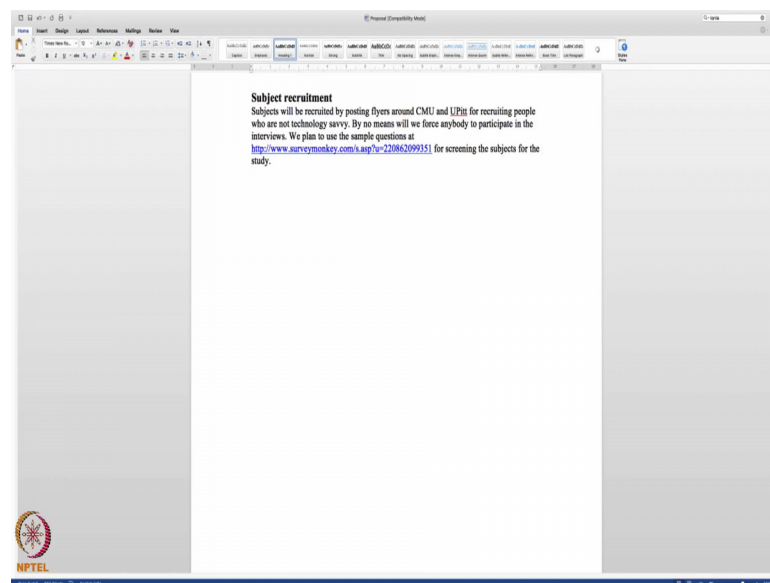 Proposal [Compatibility Mode]
Home Insert Design Layout References Mailings Review View
Subject recruitment
Subjects will be recruited by posting flyers around CMU and UPitt for recruiting people
who are not technology savvy. By no means will we force anybody to participate in the
interviews. We plan to use the sample questions at
http://www.surveymonkey.com/s.asp?u=220862099351 for screening the subjects for the
study.
NPTEL